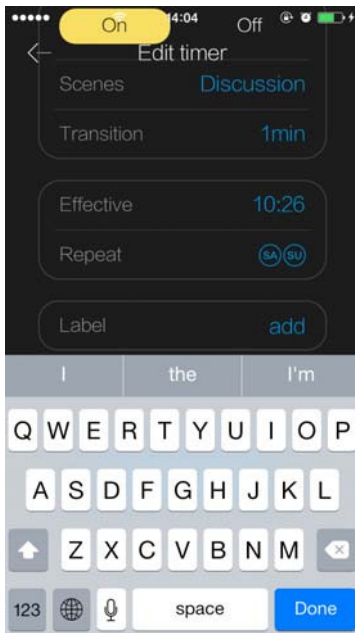 On 14:04 Off
Edit timer
Scenes Discussion
Transition 1min
Effective 10:26
Repeat SA SU
Label add
I the I'm
Q W E R T Y U I O P
A S D F G H J K L
Z X C V B N M
123 space Done